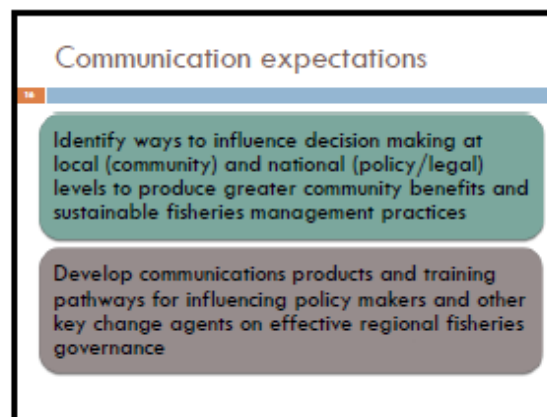 Communication expectations
16
Identify ways to influence decision making at
local (community) and national (policy/legal)
levels to produce greater community benefits and
sustainable fisheries management practices
Develop communications products and training
pathways for influencing policy makers and other
key change agents on effective regional fisheries
governance